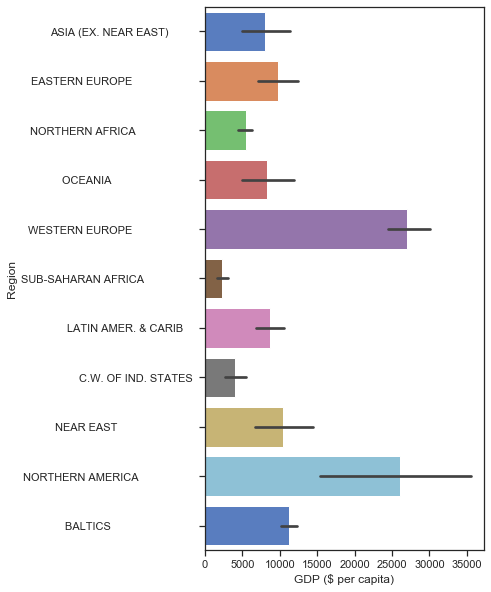 ASIA (EX. NEAR EAST)
EASTERN EUROPE
NORTHERN AFRICA
OCEANIA
WESTERN EUROPE
Region
SUB-SAHARAN AFRICA
LATIN AMER. & CARIB
C.W. OF IND. STATES
NEAR EAST
NORTHERN AMERICA
BALTICS
0 5000 10000 15000 20000 25000 30000 35000
GDP ($ per capita)